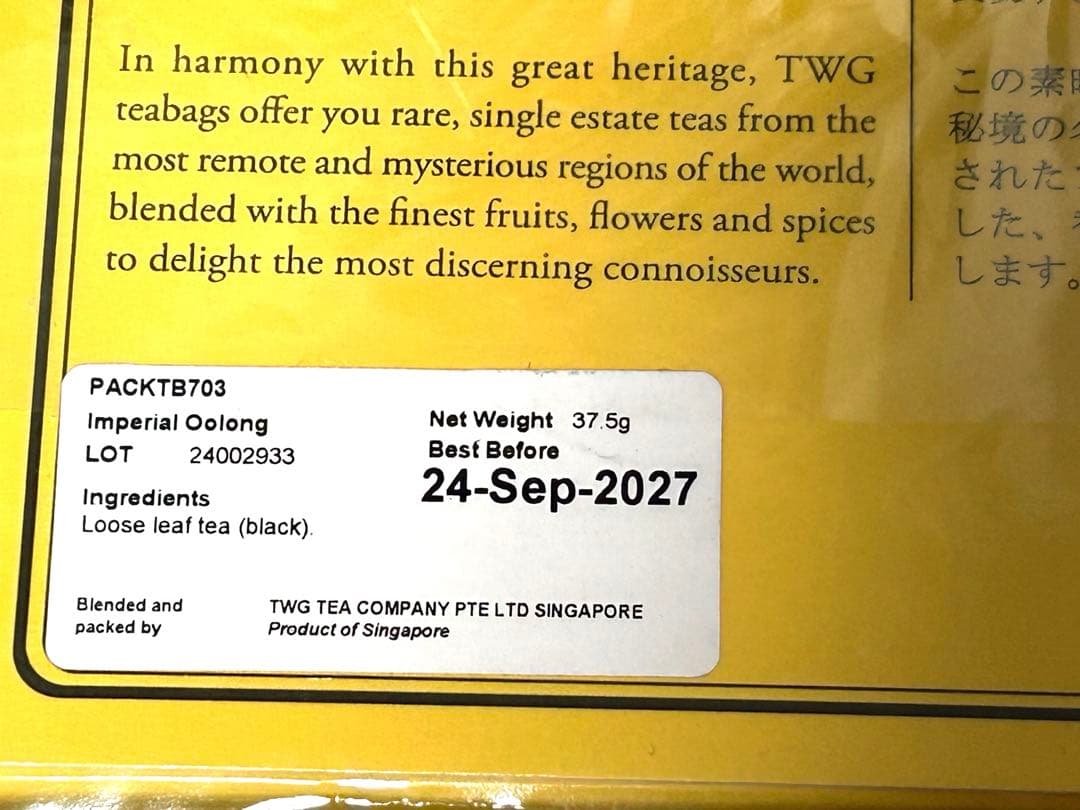 In harmony with this great heritage, TWG
teabags offer you rare, single estate teas from the
most remote and mysterious regions of the world,
blended with the finest fruits, flowers and spices
to delight the most discerning connoisseurs.
この素
秘境の
された
した、
します。
PACKTB703
Imperial Oolong
LOT 24002933
Ingredients
Loose leaf tea (black).
Net Weight 37.5g
Best Before
24-Sep-2027
Blended and
packed by
TWG TEA COMPANY PTE LTD SINGAPORE
Product of Singapore